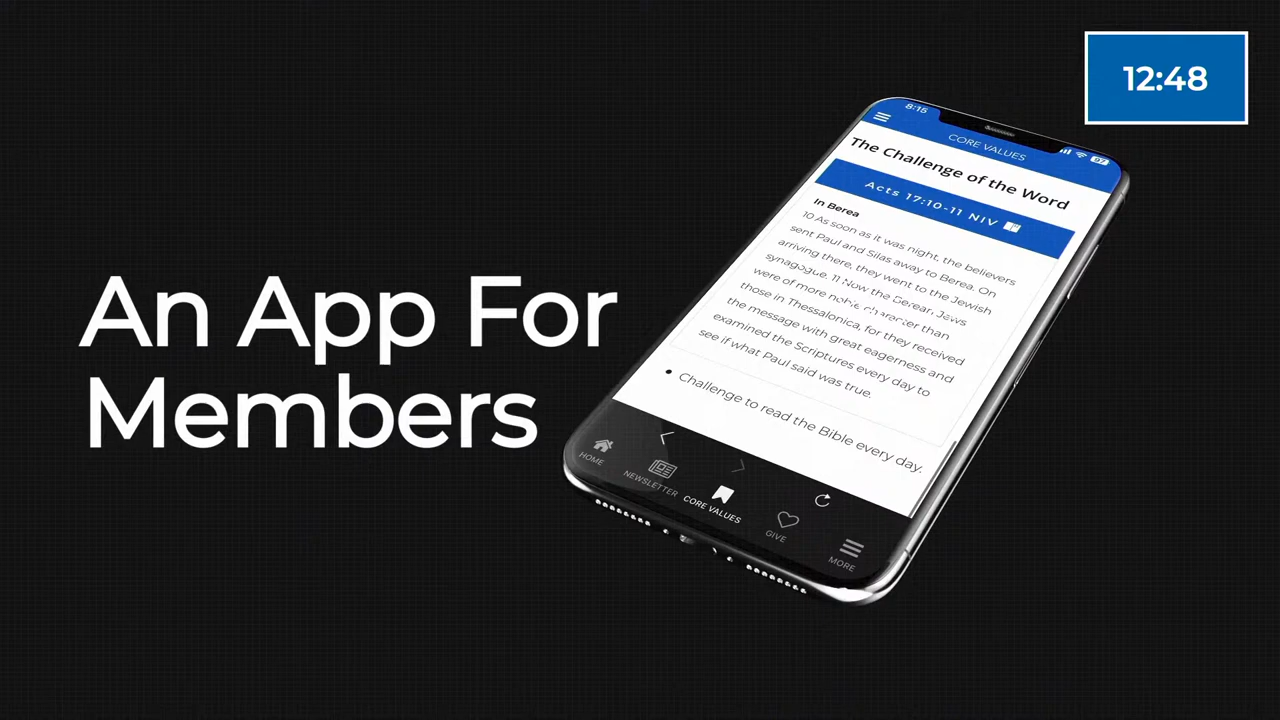 12:48
An App For
Members
8:15
97
CORE VALUES
The Challenge of the Word
Acts 17:10-11 NIV
In Berea
10 As soon as it was night, the believers
sent Paul and Silas away to Berea. On
arriving there, they went to the Jewish
synagogue. 11 Now the Berean Jews
were of more noble character than
those in Thessalonica, for they received
the message with great eagerness and
examined the Scriptures every day to
see if what Paul said was true.
• Challenge to read the Bible every day.
HOME
NEWSLETTER
CORE VALUES
GIVE
MORE